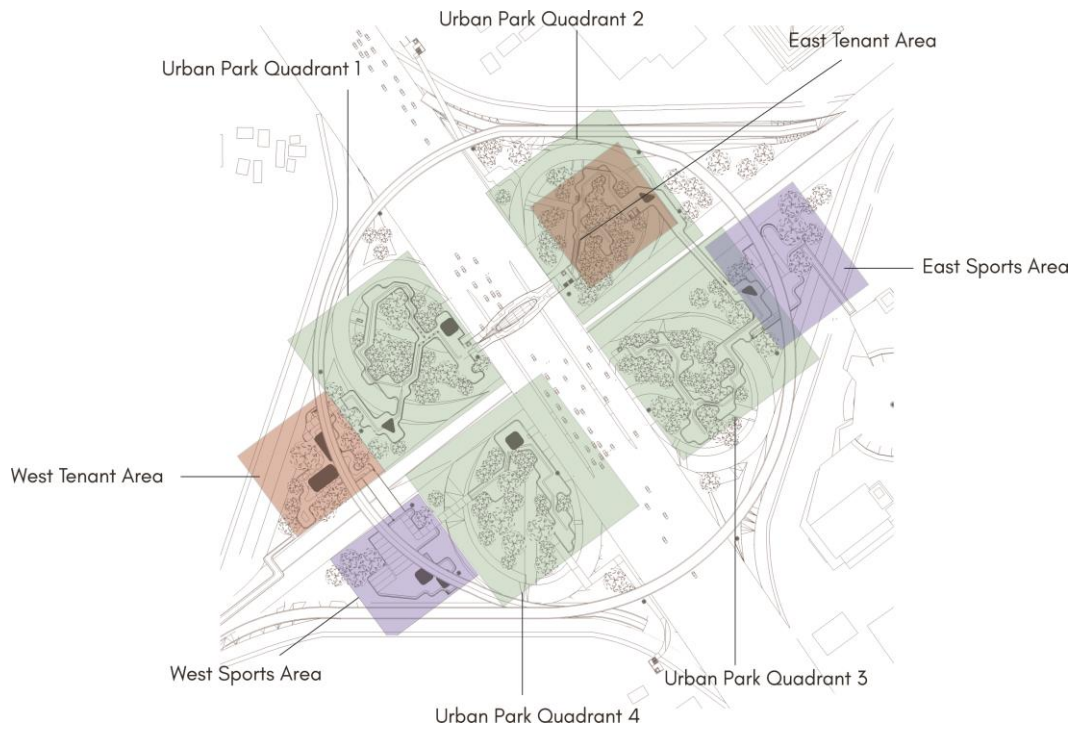 Urban Park Quadrant 2
East Tenant Area
Urban Park Quadrant 1
East Sports Area
West Tenant Area
West Sports Area
Urban Park Quadrant 3
Urban Park Quadrant 4